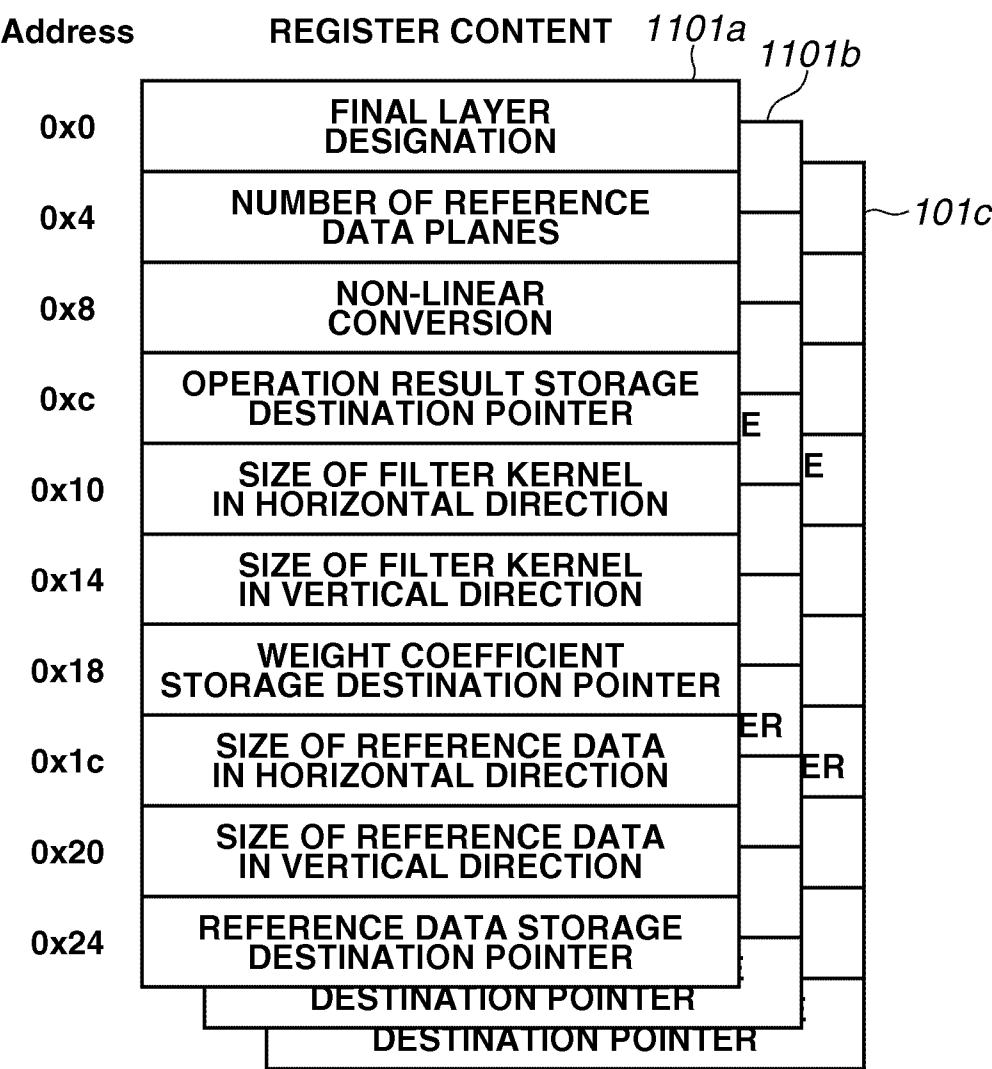 Address REGISTER CONTENT 1101a
1101b
101c
0x0 FINAL LAYER
DESIGNATION
0x4 NUMBER OF REFERENCE
DATA PLANES
0x8 NON-LINEAR
CONVERSION
0xc OPERATION RESULT STORAGE
DESTINATION POINTER
E
E
0x10 SIZE OF FILTER KERNEL
IN HORIZONTAL DIRECTION
0x14 SIZE OF FILTER KERNEL
IN VERTICAL DIRECTION
0x18 WEIGHT COEFFICIENT
STORAGE DESTINATION POINTER
ER
ER
0x1c SIZE OF REFERENCE DATA
IN HORIZONTAL DIRECTION
0x20 SIZE OF REFERENCE DATA
IN VERTICAL DIRECTION
0x24 REFERENCE DATA STORAGE
DESTINATION POINTER
DESTINATION POINTER
DESTINATION POINTER